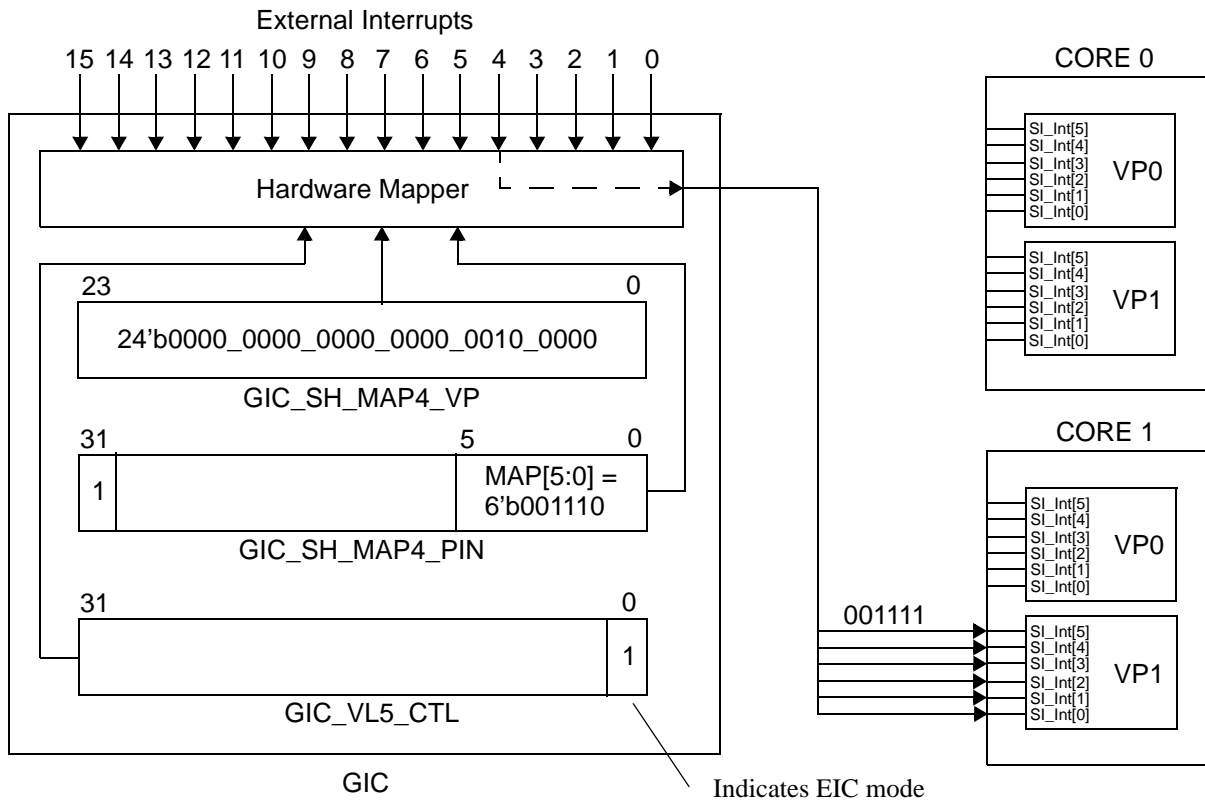 External Interrupts
15 14 13 12 11 10 9 8 7 6 5 4 3 2 1 0
Hardware Mapper
23 0
24’b0000_0000_0000_0000_0010_0000
GIC_SH_MAP4_VP
31 5 0
1
MAP[5:0] =
6’b001110
GIC_SH_MAP4_PIN
31 0
1
GIC_VL5_CTL
GIC
Indicates EIC mode
CORE 0
SI_Int[5]
SI_Int[4]
SI_Int[3]
SI_Int[2]
SI_Int[1]
SI_Int[0]
VP0
SI_Int[5]
SI_Int[4]
SI_Int[3]
SI_Int[2]
SI_Int[1]
SI_Int[0]
VP1
CORE 1
SI_Int[5]
SI_Int[4]
SI_Int[3]
SI_Int[2]
SI_Int[1]
SI_Int[0]
VP0
001111
SI_Int[5]
SI_Int[4]
SI_Int[3]
SI_Int[2]
SI_Int[1]
SI_Int[0]
VP1